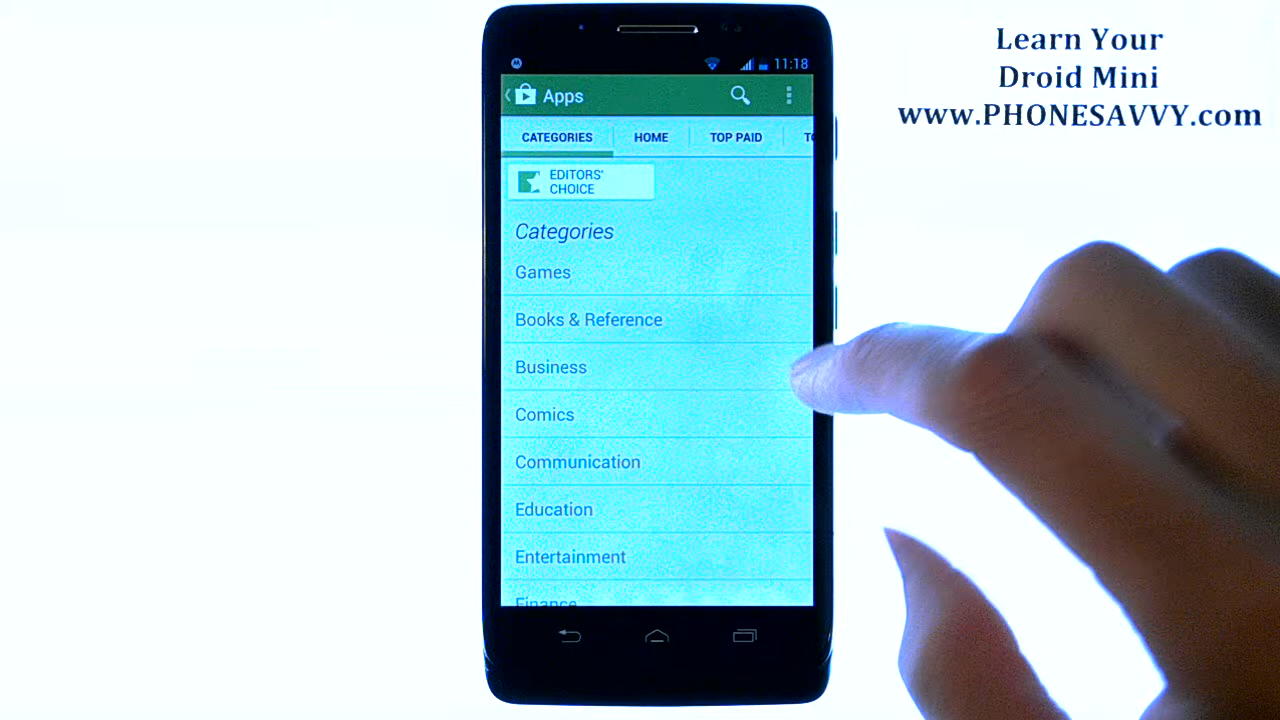 Learn Your
Droid Mini
www.PHONESAVVY.com
11:18
Apps
CATEGORIES HOME TOP PAID
EDITORS'
CHOICE
Categories
Games
Books & Reference
Business
Comics
Communication
Education
Entertainment
Finance